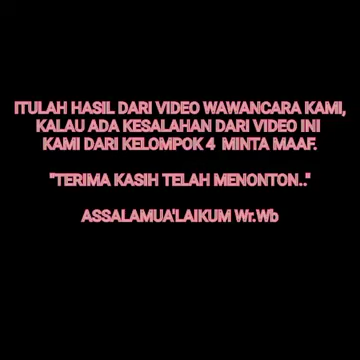 ITULAH HASIL DARI VIDEO WAWANCARA KAMI,
KALAU ADA KESALAHAN DARI VIDEO INI
KAMI DARI KELOMPOK 4 MINTA MAAF.
"TERIMA KASIH TELAH MENONTON.."
ASSALAMUA'LAIKUM Wr.Wb